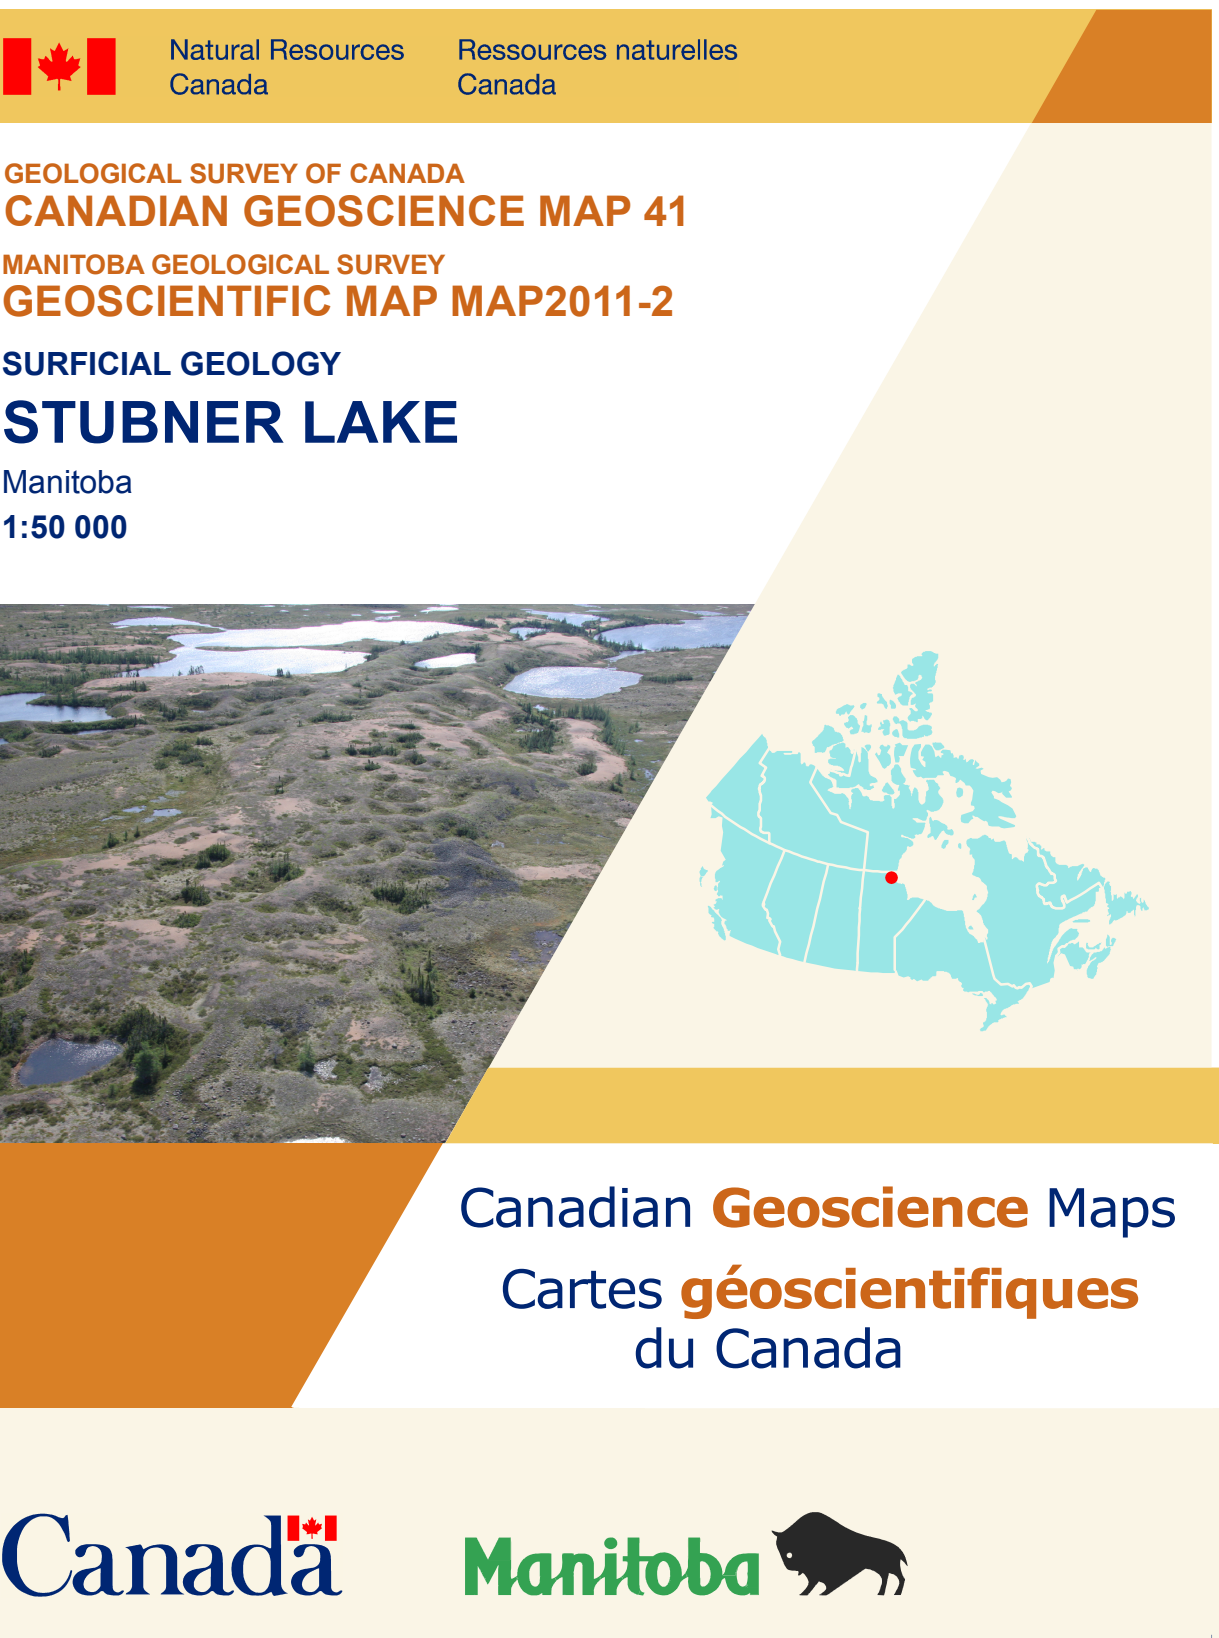 Natural Resources
Canada
Ressources naturelles
Canada
GEOLOGICAL SURVEY OF CANADA
CANADIAN GEOSCIENCE MAP 41
MANITOBA GEOLOGICAL SURVEY
GEOSCIENTIFIC MAP MAP2011-2
SURFICIAL GEOLOGY
STUBNER LAKE
Manitoba
1:50 000
Canadian Geoscience Maps
Cartes géoscientifiques
du Canada
Canada
Manitoba